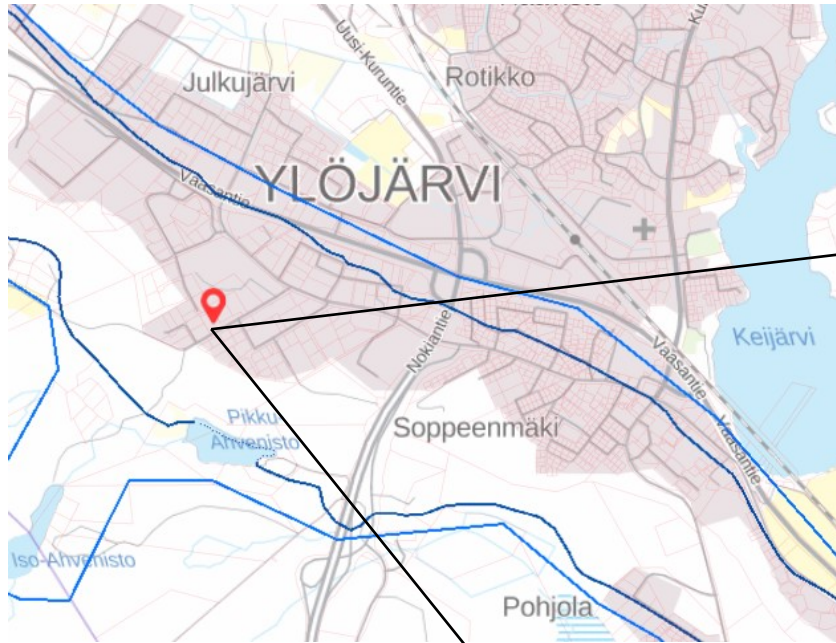 Uusi-Kuruntie
Julkujärvi
Rotikko
Vaasantie
YLÖJÄRVI
Nokiantie
Vaasantie
Keijärvi
Pikku
Ahvenisto
Soppeenmäki
Vaasantie
Iso-Ahvenisto
Pohjola